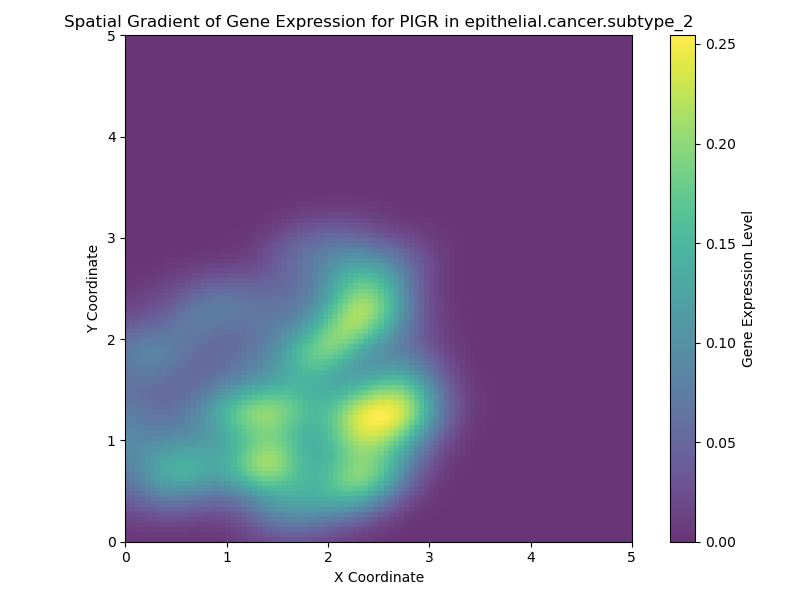 Spatial Gradient of Gene Expression for PIGR in epithelial.cancer.subtype_2
5
4
3
2
1
0
Y Coordinate
0 1 2 3 4 5
X Coordinate
0.25
0.20
0.15
0.10
0.05
0.00
Gene Expression Level